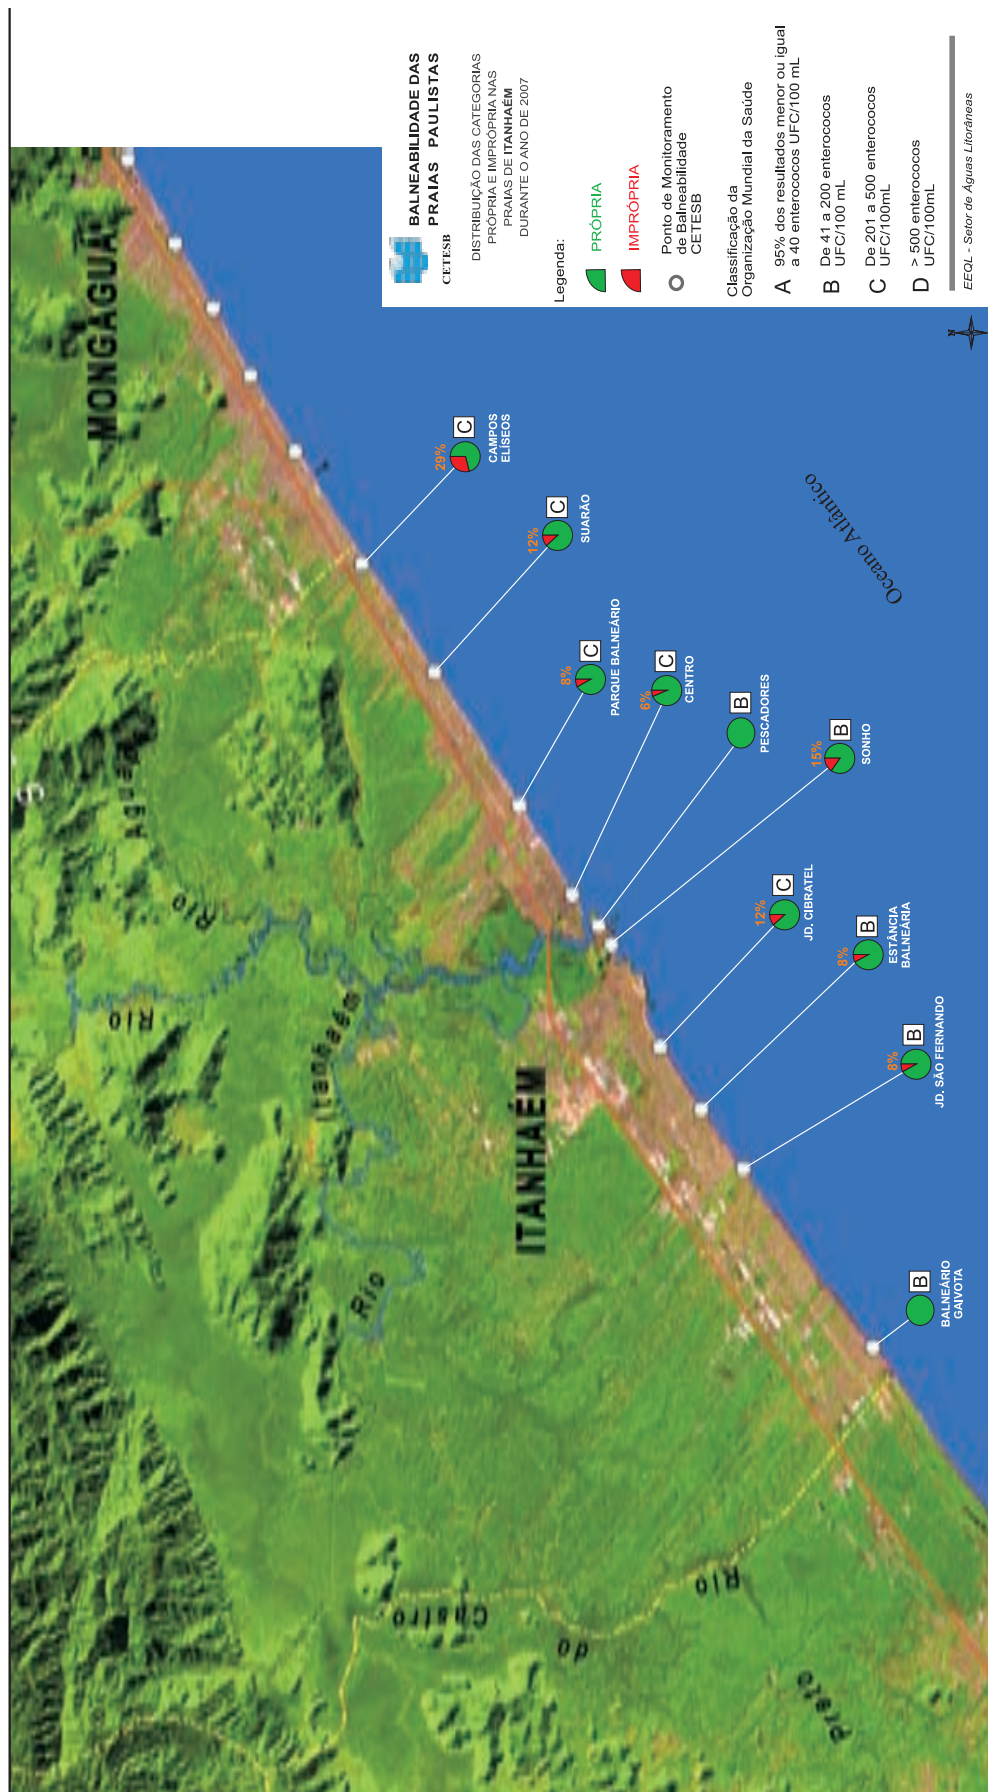 BALNEABILIDADE DAS
PRAIAS PAULISTAS
CETESB
DISTRIBUIÇÃO DAS CATEGORIAS
PRÓPRIA E IMPRÓPRIA NAS
PRAIAS DE ITANHAÉM
DURANTE O ANO DE 2007
Legenda:
PRÓPRIA
IMPRÓPRIA
Ponto de Monitoramento
de Balneabilidade
CETESB
Classificação da
Organização Mundial da Saúde
A 95% dos resultados menor ou igual
a 40 enterococos UFC/100 mL
B De 41 a 200 enterococos
UFC/100 mL
C De 201 a 500 enterococos
UFC/100mL
D > 500 enterococos
UFC/100mL
EEQL - Setor de Águas Litorâneas
N
MONGAGUÁ
29%
C
CAMPOS
ELÍSEOS
12%
C
SUARÃO
8%
C
PARQUE BALNEÁRIO
6%
C
CENTRO
B
PESCADORES
15%
B
SONHO
12%
C
JD. CIBRATEL
8%
B
ESTÂNCIA
BALNEÁRIA
8%
B
JD. SÃO FERNANDO
B
BALNEÁRIO
GAIVOTA
Oceano Atlântico
ITANHAÉM
Rio
Rio
Itanhaém
Rio
Castro
do
Rio
Preto